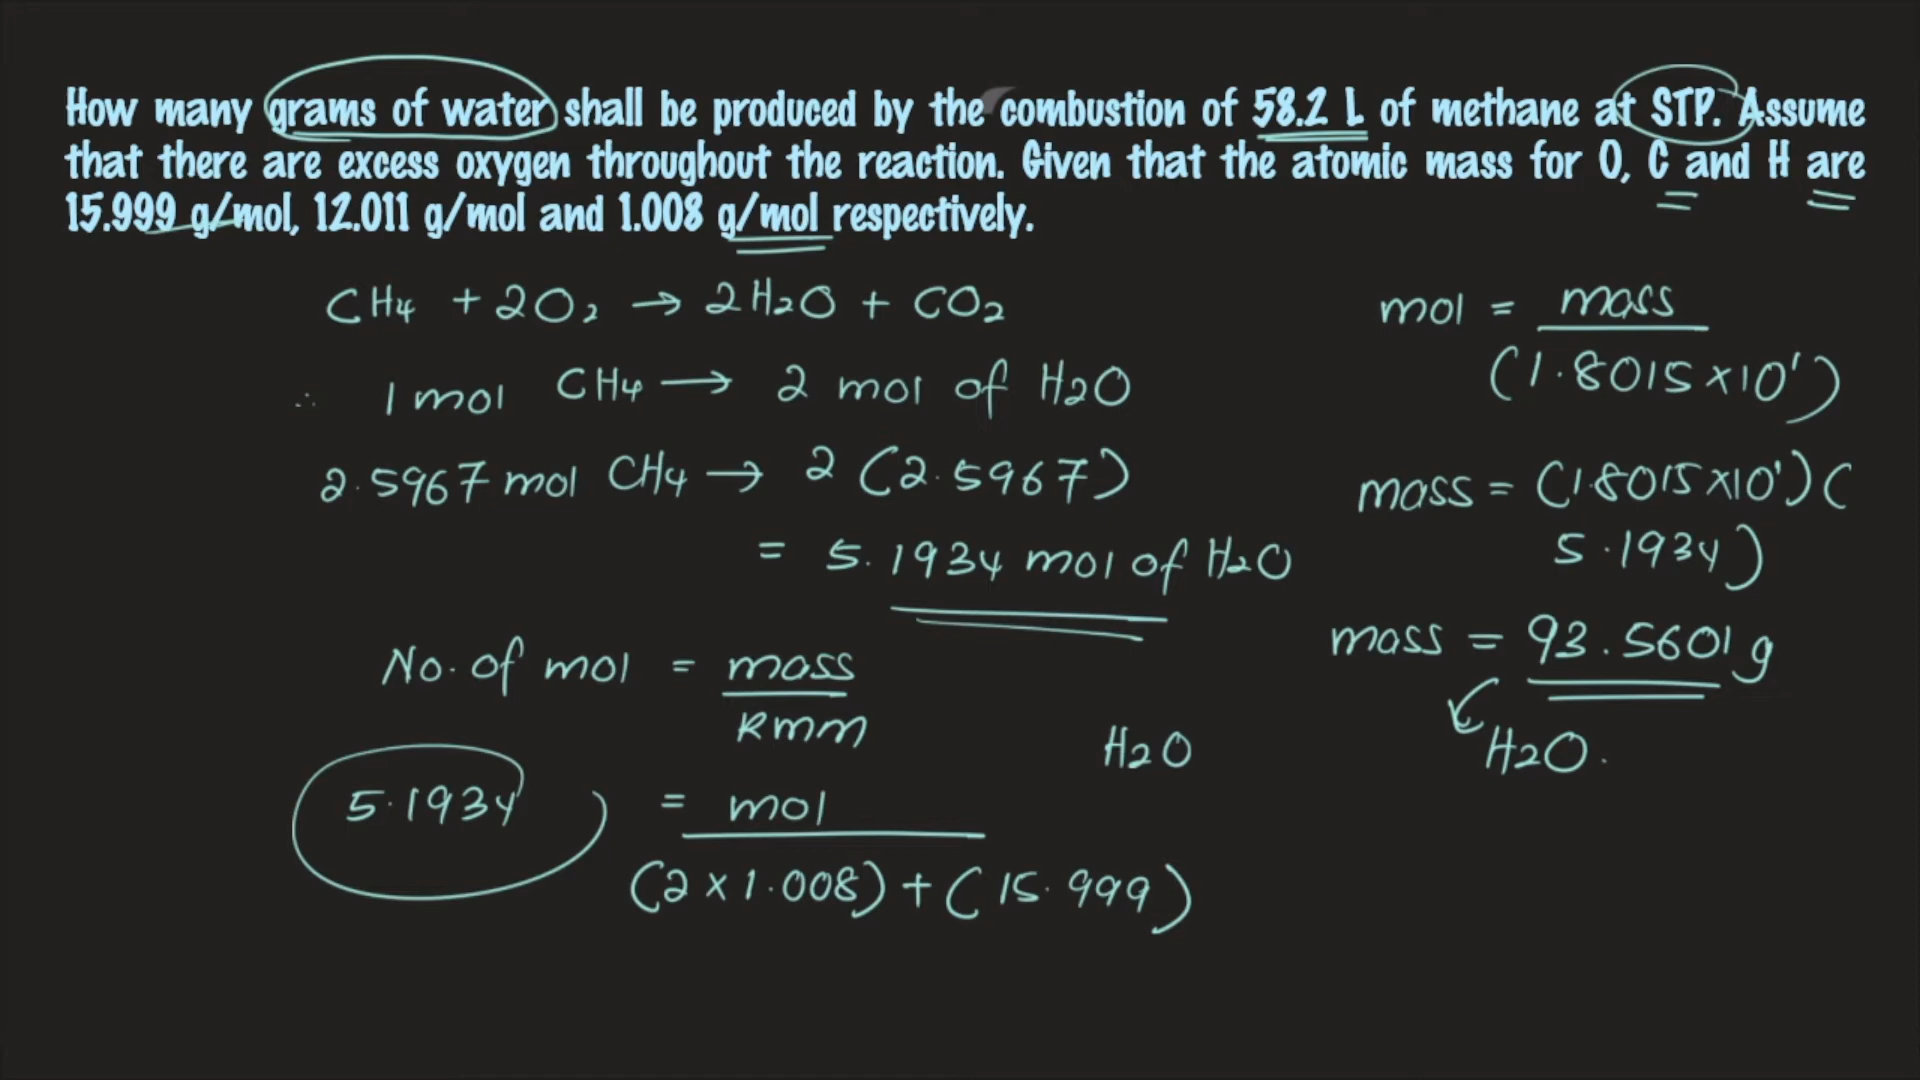 How many grams of water shall be produced by the combustion of 58.2 L of methane at STP. Assume
that there are excess oxygen throughout the reaction. Given that the atomic mass for O, C and H are
15.999 g/mol, 12.011 g/mol and 1.008 g/mol respectively.
CH4 + 2O2 → 2H2O + CO2
∴ 1 mol CH4 → 2 mol of H2O
2.5967 mol CH4 → 2 (2.5967)
= 5.1934 mol of H2O
No. of mol = mass
RMM
H2O
5.1934 = mol
(2 × 1.008) + (15.999)
mol = mass
(1.8015 × 10¹)
mass = (1.8015 × 10¹) (
5.1934)
mass = 93.5601 g
H2O.